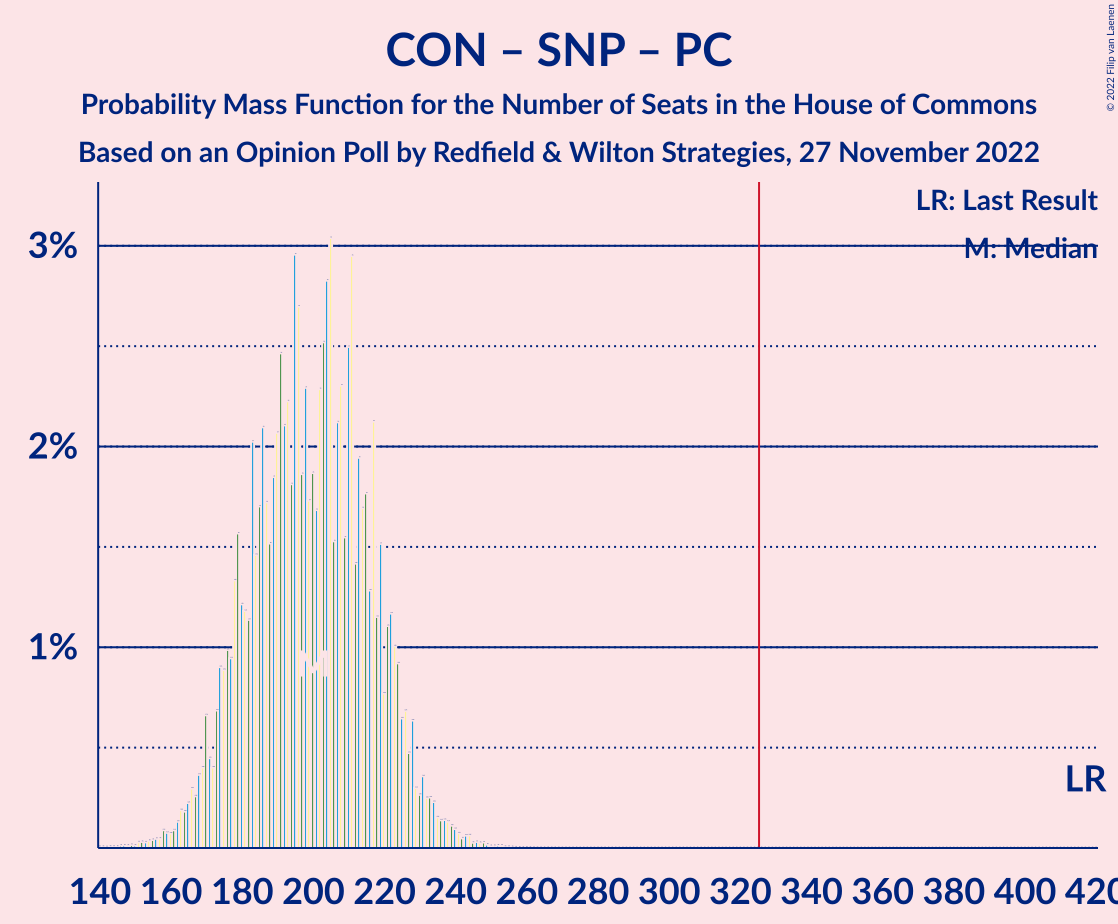 CON – SNP – PC
Probability Mass Function for the Number of Seats in the House of Commons
Based on an Opinion Poll by Redfield & Wilton Strategies, 27 November 2022
© 2022 Filip van Laenen
LR: Last Result
M: Median
3%
2%
1%
LR
140 160 180 200 220 240 260 280 300 320 340 360 380 400 420